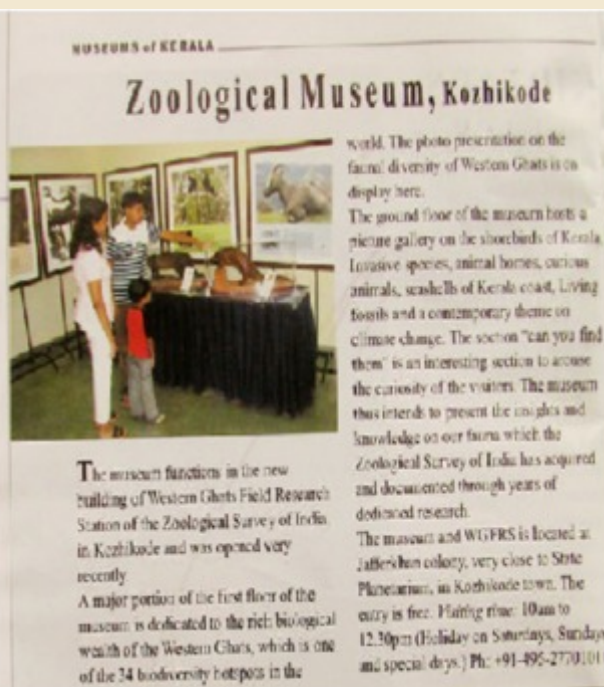 MUSEUMS of KERALA
Zoological Museum, Kozhikode
The museum functions in the new
building of Western Ghats Field Research
Station of the Zoological Survey of India
in Kozhikode and was opened very
recently.
A major portion of the first floor of the
museum is dedicated to the rich biological
wealth of the Western Ghats, which is one
of the 34 biodiversity hotspots in the
world. The photo presentation on the
faunal diversity of Western Ghats is on
display here.
The ground floor of the museum hosts a
picture gallery on the shorebirds of Kerala,
Invasive species, animal homes, curious
animals, seashells of Kerala coast, Living
fossils and a contemporary theme on
climate change. The section "can you find
them" is an interesting section to arouse
the curiosity of the visitors. The museum
thus intends to present the insights and
knowledge on our fauna which the
Zoological Survey of India has acquired
and documented through years of
dedicated research.
The museum and WGFRS is located at
Jafferkhan colony, very close to State
Planetarium, in Kozhikode town. The
entry is free. Visiting time: 10am to
12.30pm (Holiday on Saturdays, Sundays
and special days.) Ph: +91-495-2770101